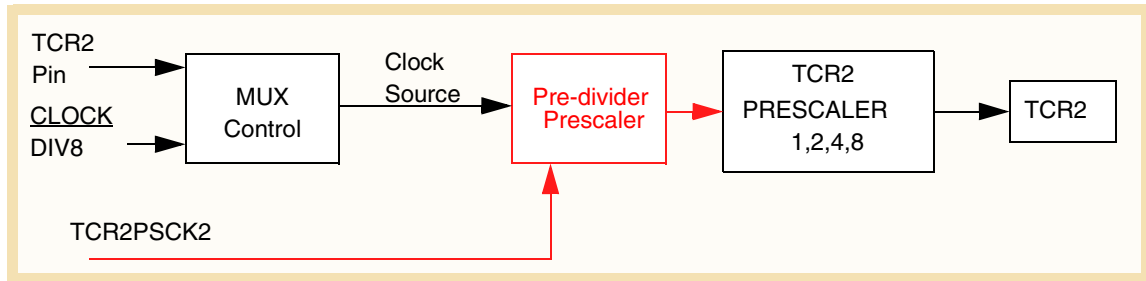 TCR2
Pin
CLOCK
DIV8
MUX
Control
Clock
Source
Pre-divider
Prescaler
TCR2
PRESCALER
1,2,4,8
TCR2
TCR2PSCK2